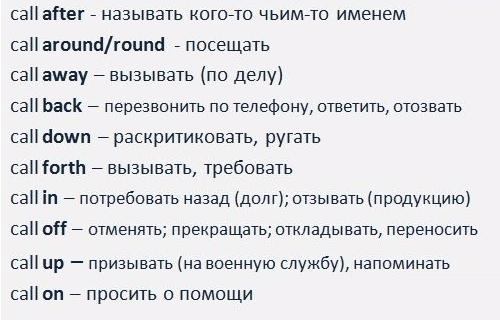 call after - называть кого-то чьим-то именем
call around/round - посещать
call away – вызывать (по делу)
call back – перезвонить по телефону, ответить, отозвать
call down – раскритиковать, ругать
call forth – вызывать, требовать
call in – потребовать назад (долг); отзывать (продукцию)
call off – отменять; прекращать; откладывать, переносить
call up – призывать (на военную службу), напоминать
call on – просить о помощи